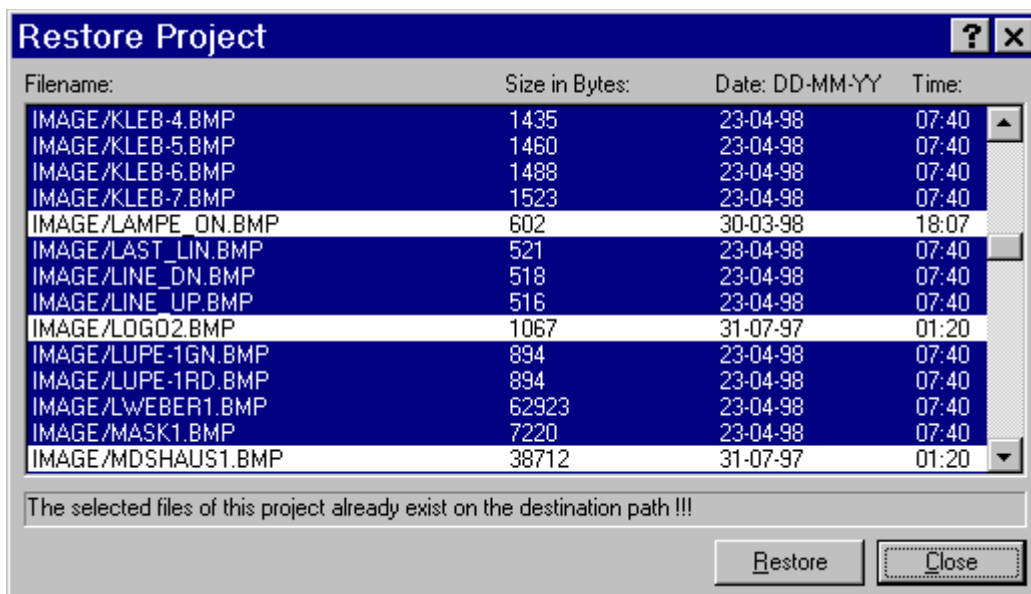 Restore Project
Filename: Size in Bytes: Date: DD-MM-YY Time:
IMAGE/KLEB-4.BMP 1435 23-04-98 07:40
IMAGE/KLEB-5.BMP 1460 23-04-98 07:40
IMAGE/KLEB-6.BMP 1488 23-04-98 07:40
IMAGE/KLEB-7.BMP 1523 23-04-98 07:40
IMAGE/LAMPE_ON.BMP 602 30-03-98 18:07
IMAGE/LAST_LIN.BMP 521 23-04-98 07:40
IMAGE/LINE_DN.BMP 518 23-04-98 07:40
IMAGE/LINE_UP.BMP 516 23-04-98 07:40
IMAGE/LOGO2.BMP 1067 31-07-97 01:20
IMAGE/LUPE-1GN.BMP 894 23-04-98 07:40
IMAGE/LUPE-1RD.BMP 894 23-04-98 07:40
IMAGE/LWEBER1.BMP 62923 23-04-98 07:40
IMAGE/MASK1.BMP 7220 23-04-98 07:40
IMAGE/MDSHAUS1.BMP 38712 31-07-97 01:20
The selected files of this project already exist on the destination path !!!
Restore Close